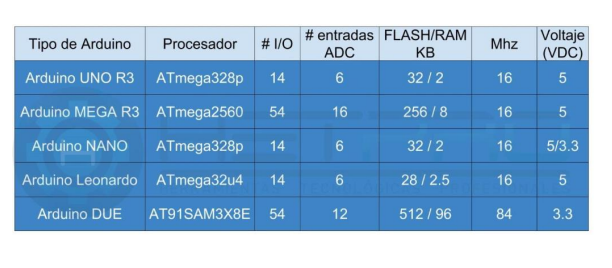 Tipo de Arduino Procesador # I/O # entradas ADC FLASH/RAM KB Mhz Voltaje (VDC)
Arduino UNO R3 ATmega328p 14 6 32 / 2 16 5
Arduino MEGA R3 ATmega2560 54 16 256 / 8 16 5
Arduino NANO ATmega328p 14 6 32 / 2 16 5/3.3
Arduino Leonardo ATmega32u4 14 6 28 / 2.5 16 5
Arduino DUE AT91SAM3X8E 54 12 512 / 96 84 3.3